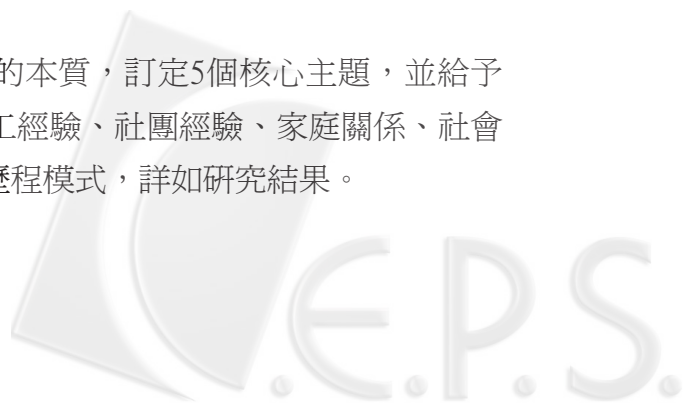 的本質，訂定5個核心主題，並給予
工經驗、社團經驗、家庭關係、社會
歷程模式，詳如研究結果。
C.E.P.S.